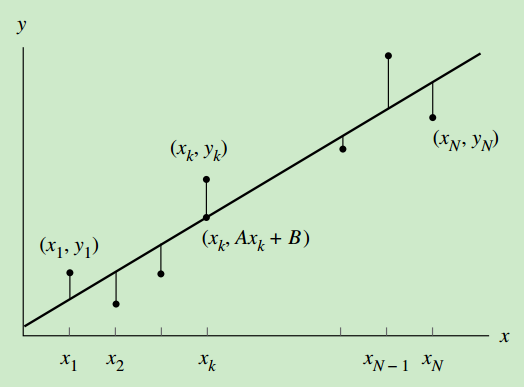 y
(x_k, y_k)
(x_N, y_N)
(x_1, y_1)
(x_k, Ax_k + B)
x
x_1 x_2 x_k x_{N-1} x_N